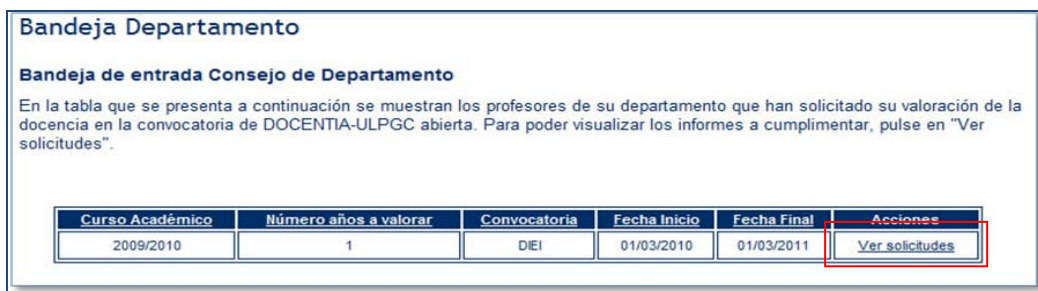 Bandeja Departamento
Bandeja de entrada Consejo de Departamento
En la tabla que se presenta a continuación se muestran los profesores de su departamento que han solicitado su valoración de la
docencia en la convocatoria de DOCENTIA-ULPGC abierta. Para poder visualizar los informes a cumplimentar, pulse en "Ver
solicitudes".
Curso Académico Número años a valorar Convocatoria Fecha Inicio Fecha Final Acciones
2009/2010 1 DIEI 01/03/2010 01/03/2011 Ver solicitudes